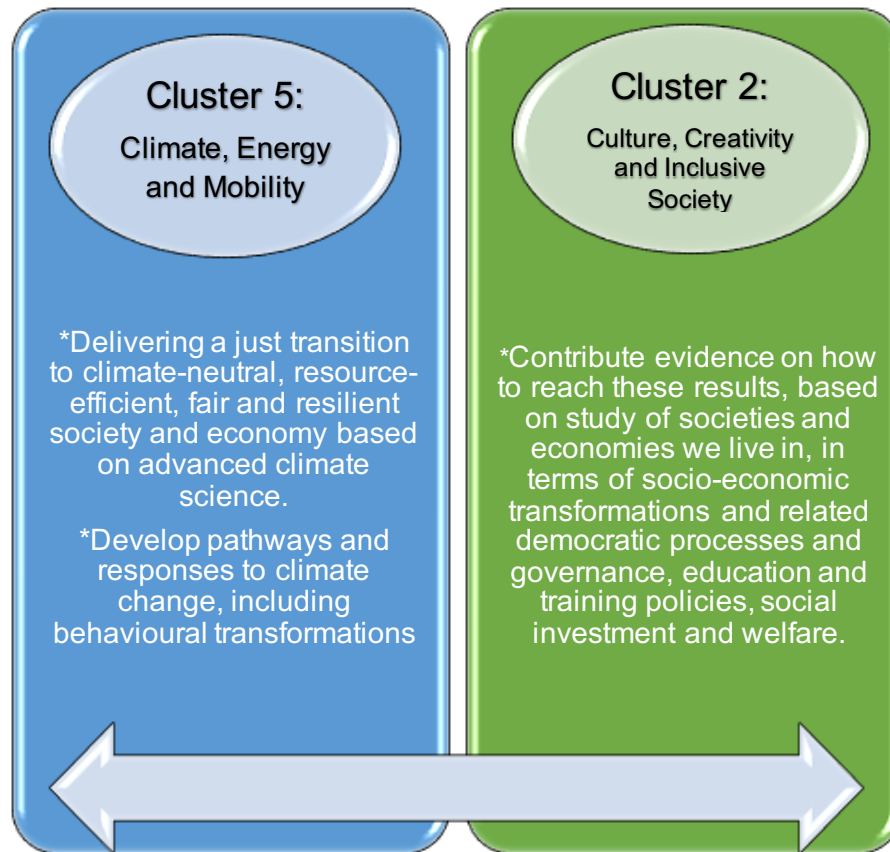 Cluster 5:
Climate, Energy
and Mobility
*Delivering a just transition
to climate-neutral, resource-
efficient, fair and resilient
society and economy based
on advanced climate
science.
*Develop pathways and
responses to climate
change, including
behavioural transformations
Cluster 2:
Culture, Creativity
and Inclusive
Society
*Contribute evidence on how
to reach these results, based
on study of societies and
economies we live in, in
terms of socio-economic
transformations and related
democratic processes and
governance, education and
training policies, social
investment and welfare.